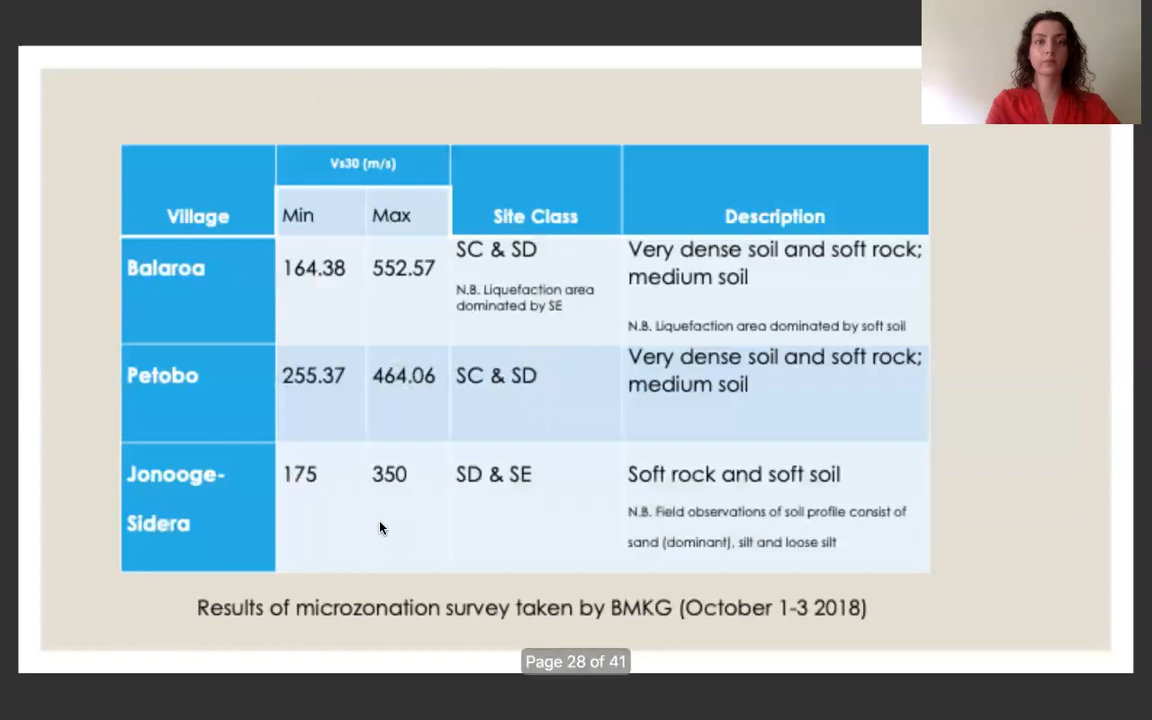 Vs30 (m/s)
Village
Min
Max
Site Class
Description
Balaroa
164.38
552.57
SC & SD
N.B. Liquefaction area
dominated by SE
Very dense soil and soft rock;
medium soil
N.B. Liquefaction area dominated by soft soil
Petobo
255.37
464.06
SC & SD
Very dense soil and soft rock;
medium soil
Jonooge-
Sidera
175
350
SD & SE
Soft rock and soft soil
N.B. Field observations of soil profile consist of
sand (dominant), silt and loose silt
Results of microzonation survey taken by BMKG (October 1-3 2018)
Page 28 of 41